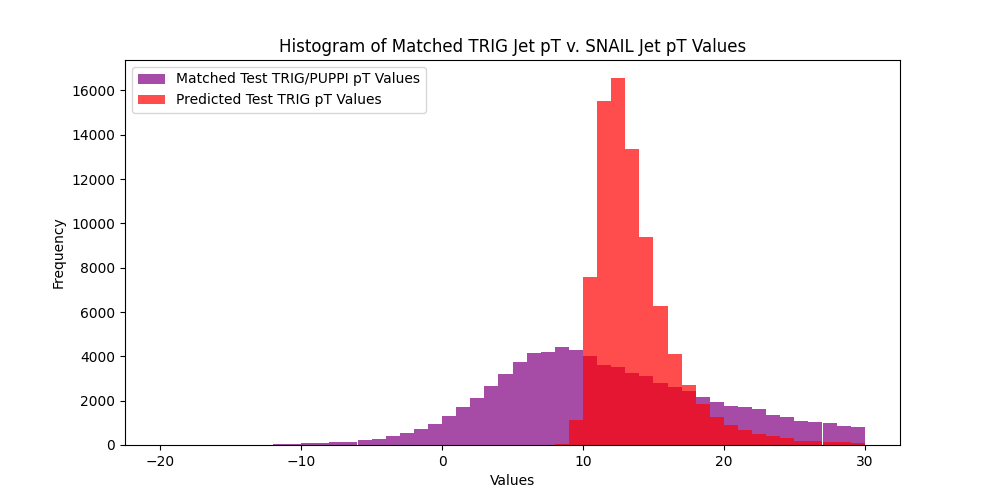 Histogram of Matched TRIG Jet pT v. SNAIL Jet pT Values
Matched Test TRIG/PUPPI pT Values
Predicted Test TRIG pT Values
16000
14000
12000
10000
8000
6000
4000
2000
0
Frequency
−20 −10 0 10 20 30
Values